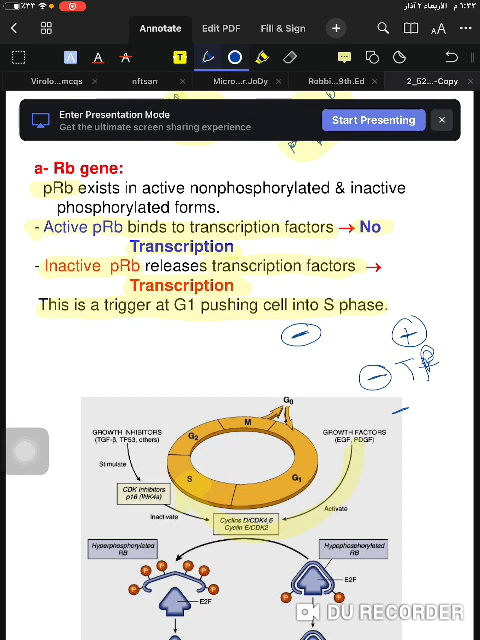 ٪٣٣
٦:٣٣ م الأربعاء ٢ آذار
Annotate
Edit PDF
Fill & Sign
Virolo...mcqs
nftsan
Micro...r.JoDy
Robbi...9th.Ed
2_52...-Copy
Enter Presentation Mode
Get the ultimate screen sharing experience
Start Presenting
a- Rb gene:
pRb exists in active nonphosphorylated & inactive
phosphorylated forms.
- Active pRb binds to transcription factors → No
Transcription
- Inactive pRb releases transcription factors →
Transcription
This is a trigger at G1 pushing cell into S phase.
G0
M
G2
S
G1
GROWTH INHIBITORS
(TGF-β, TP53, others)
GROWTH FACTORS
(EGF, PDGF)
Stimulate
CDK inhibitors
p16 (INK4a)
Inactivate
Activate
Cyclins D/CDK4,6
Cyclin E/CDK2
Hyperphosphorylated
RB
Hypophosphorylated
RB
P
P
P
P
E2F
P
P
E2F
DU RECORDER